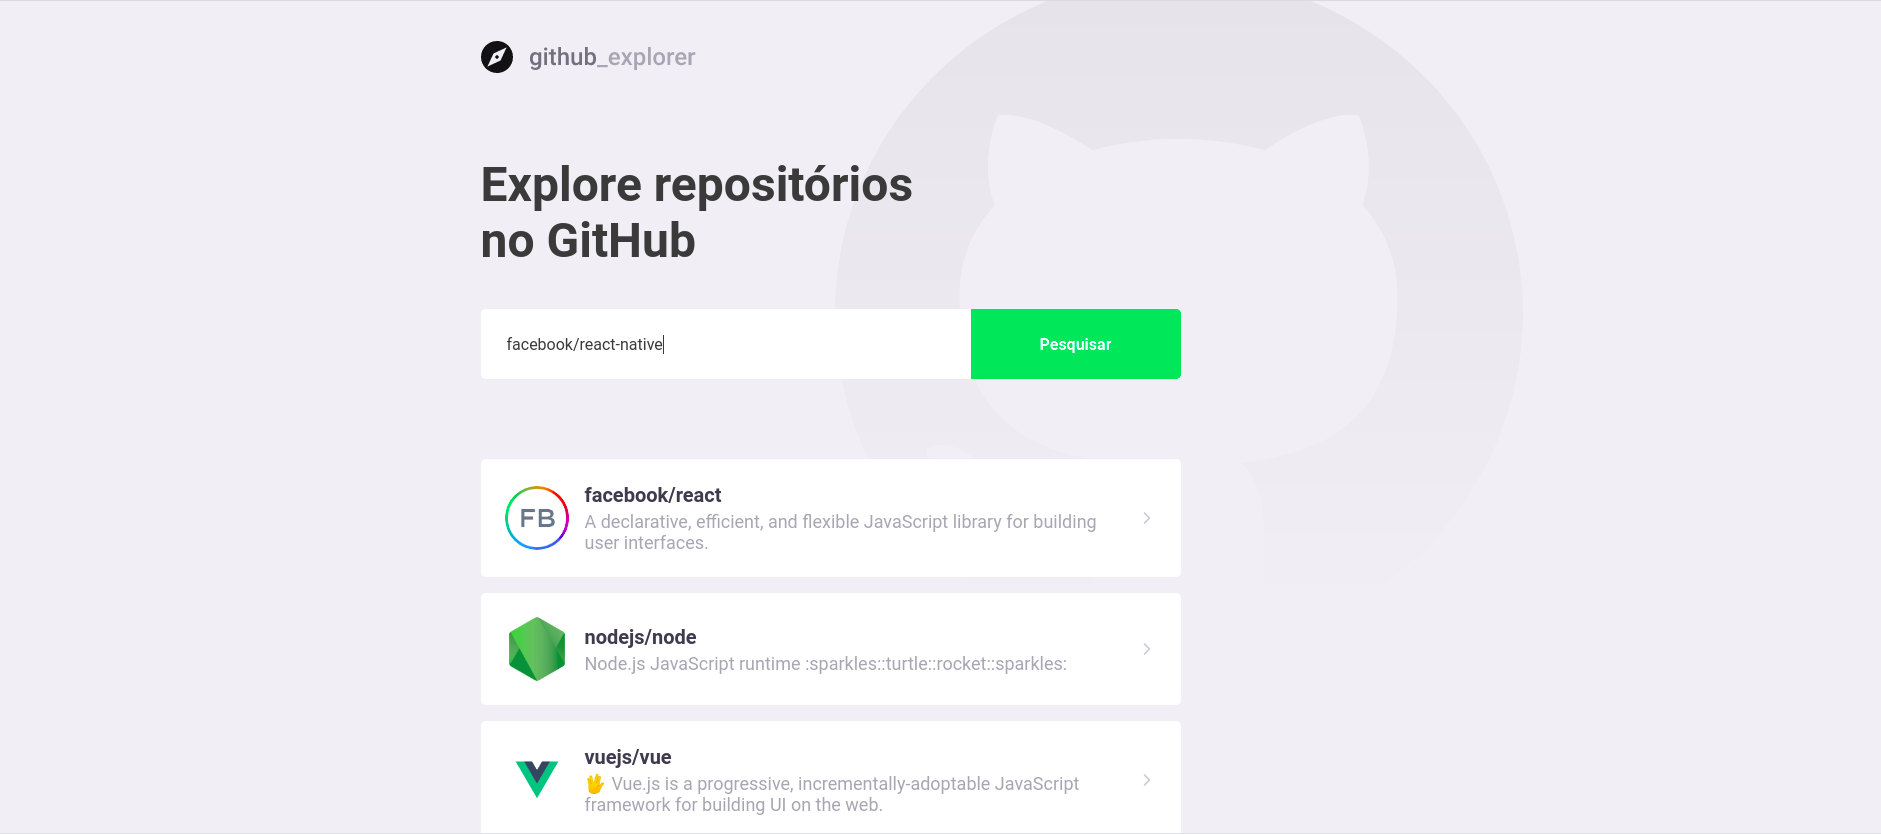 github_explorer
Explore repositórios
no GitHub
facebook/react-native
Pesquisar
FB
facebook/react
A declarative, efficient, and flexible JavaScript library for building
user interfaces.
nodejs/node
Node.js JavaScript runtime :sparkles::turtle::rocket::sparkles:
vuejs/vue
🖖 Vue.js is a progressive, incrementally-adoptable JavaScript
framework for building UI on the web.